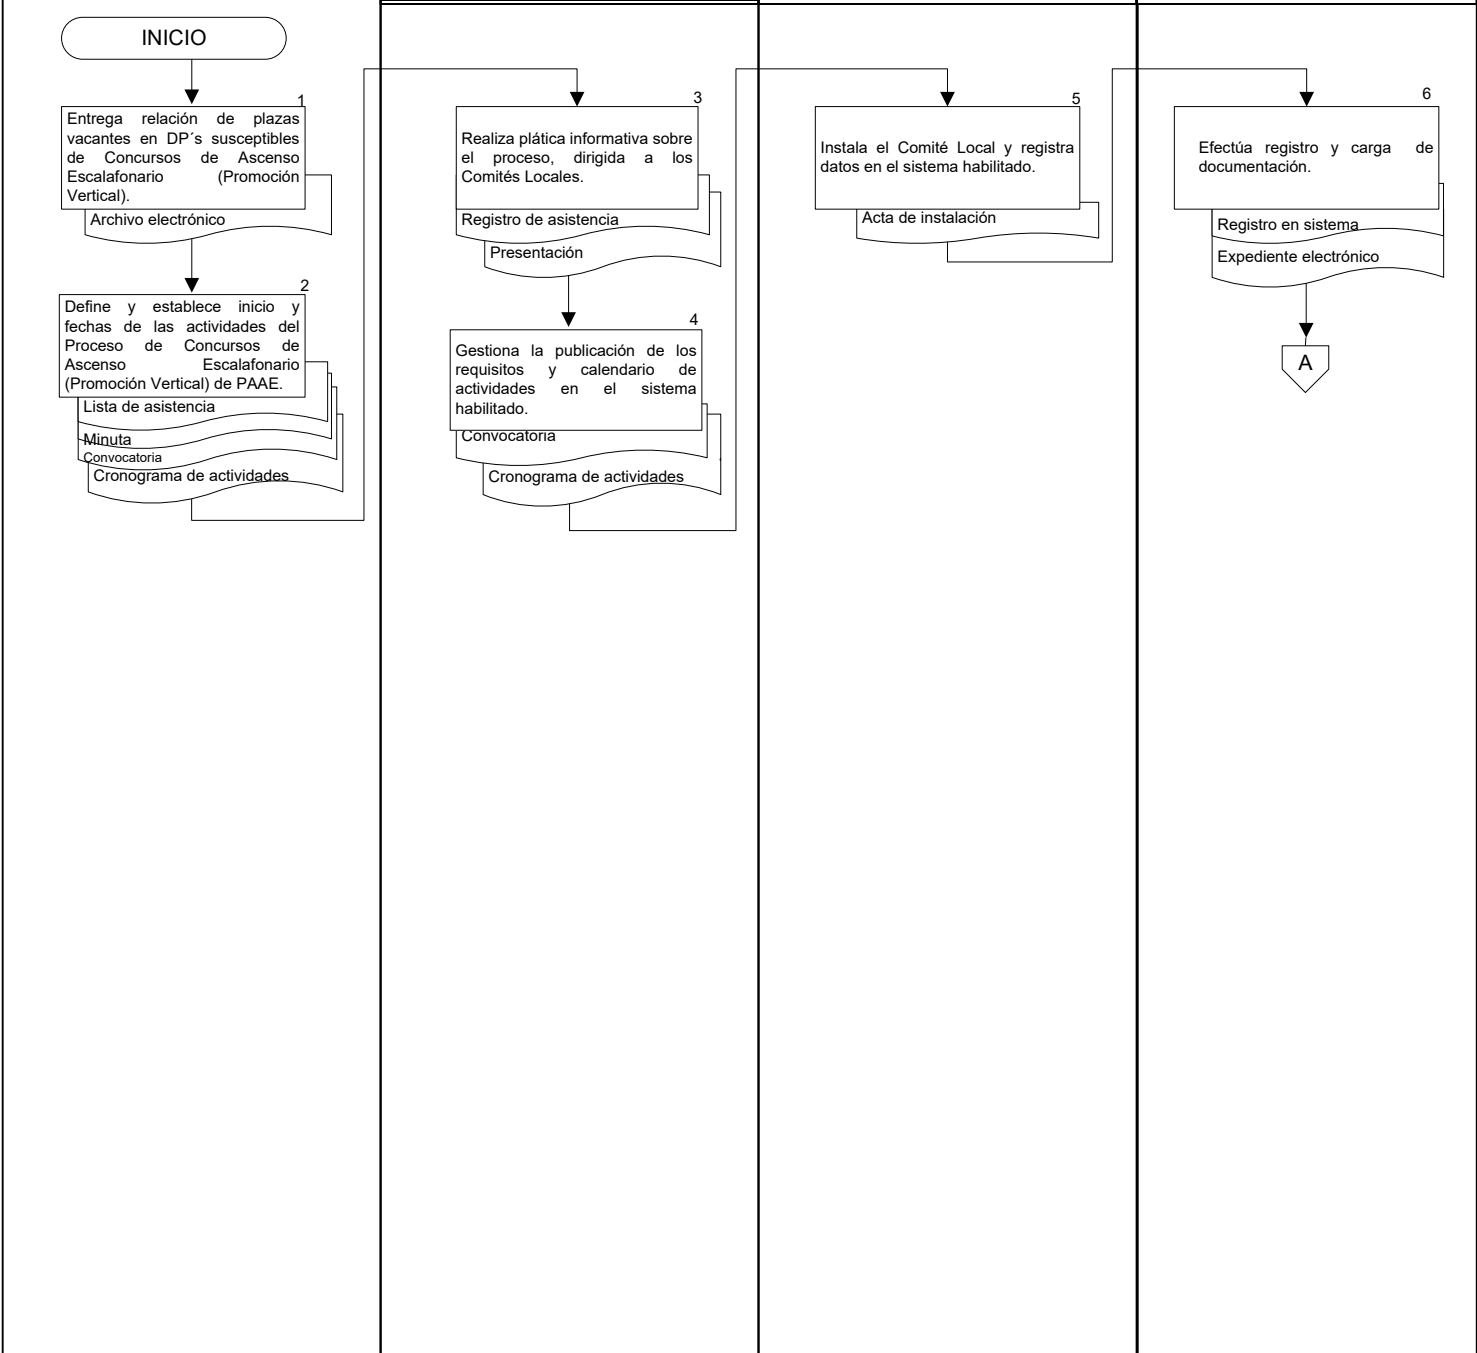 INICIO
1
Entrega relación de plazas
vacantes en DP´s susceptibles
de Concursos de Ascenso
Escalafonario (Promoción
Vertical).
Archivo electrónico
2
Define y establece inicio y
fechas de las actividades del
Proceso de Concursos de
Ascenso Escalafonario
(Promoción Vertical) de PAAE.
Lista de asistencia
Minuta
Convocatoria
Cronograma de actividades
3
Realiza plática informativa sobre
el proceso, dirigida a los
Comités Locales.
Registro de asistencia
Presentación
4
Gestiona la publicación de los
requisitos y calendario de
actividades en el sistema
habilitado.
Convocatoria
Cronograma de actividades
5
Instala el Comité Local y registra
datos en el sistema habilitado.
Acta de instalación
6
Efectúa registro y carga de
documentación.
Registro en sistema
Expediente electrónico
A